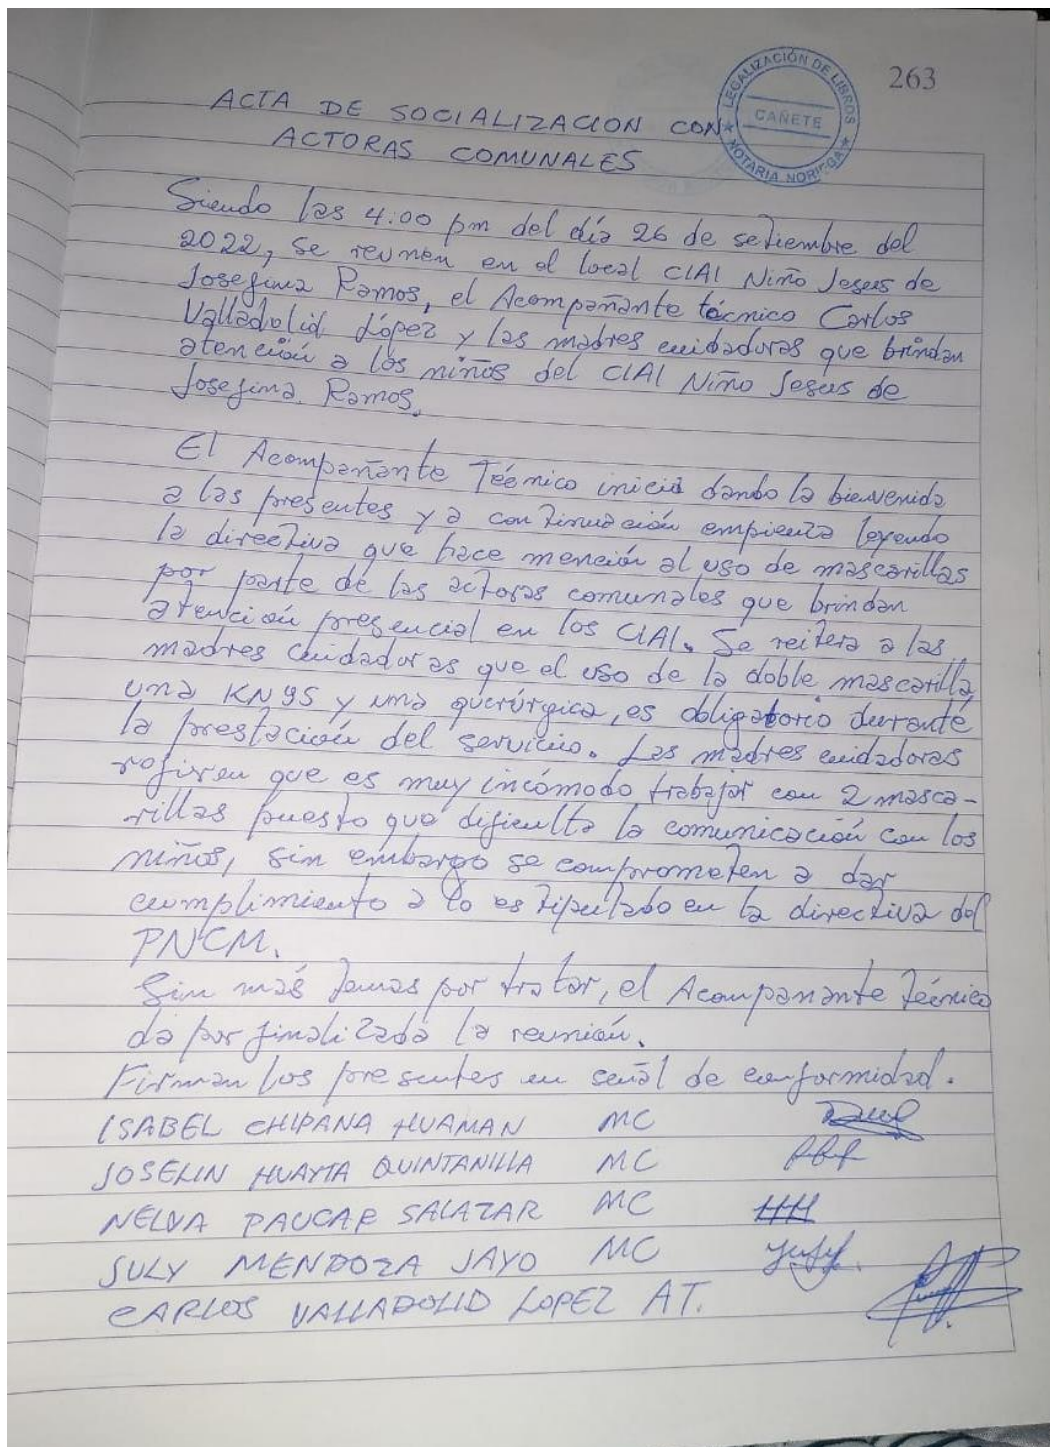 263
LEGALIZACIÓN DE LIBROS
CAÑETE
NOTARIA NORIEGA
ACTA DE SOCIALIZACION CON
ACTORAS COMUNALES
Siendo las 4:00 pm del día 26 de setiembre del
2022, se reunen en el local CIAI Niño Jesus de
Josefina Ramos, el Acompañante técnico Carlos
Valladolid López y las madres cuidadoras que brindan
atención a los niños del CIAI Niño Jesus de
Josefina Ramos.
El Acompañante Técnico inició dando la bienvenida
a las presentes y a continuación empieza leyendo
la directiva que hace mención al uso de mascarillas
por parte de las actoras comunales que brindan
atención presencial en los CIAI. Se reitera a las
madres cuidadoras que el uso de la doble mascarilla,
una KN95 y una quirúrgica, es obligatorio durante
la prestación del servicio. Las madres cuidadoras
refieren que es muy incómodo trabajar con 2 masca-
rillas puesto que dificulta la comunicación con los
niños, sin embargo se comprometen a dar
cumplimiento a lo estipulado en la directiva del
PNCM.
Sin más temas por tratar, el Acompanante Técnico
da por finalizada la reunión.
Firman los presentes en señal de conformidad.
ISABEL CHIPANA HUAMAN MC
JOSELIN HUAYTA QUINTANILLA MC
NELVA PAUCAR SALAZAR MC
SULY MENDOZA JAYO MC
CARLOS VALLADOLID LOPEZ AT.